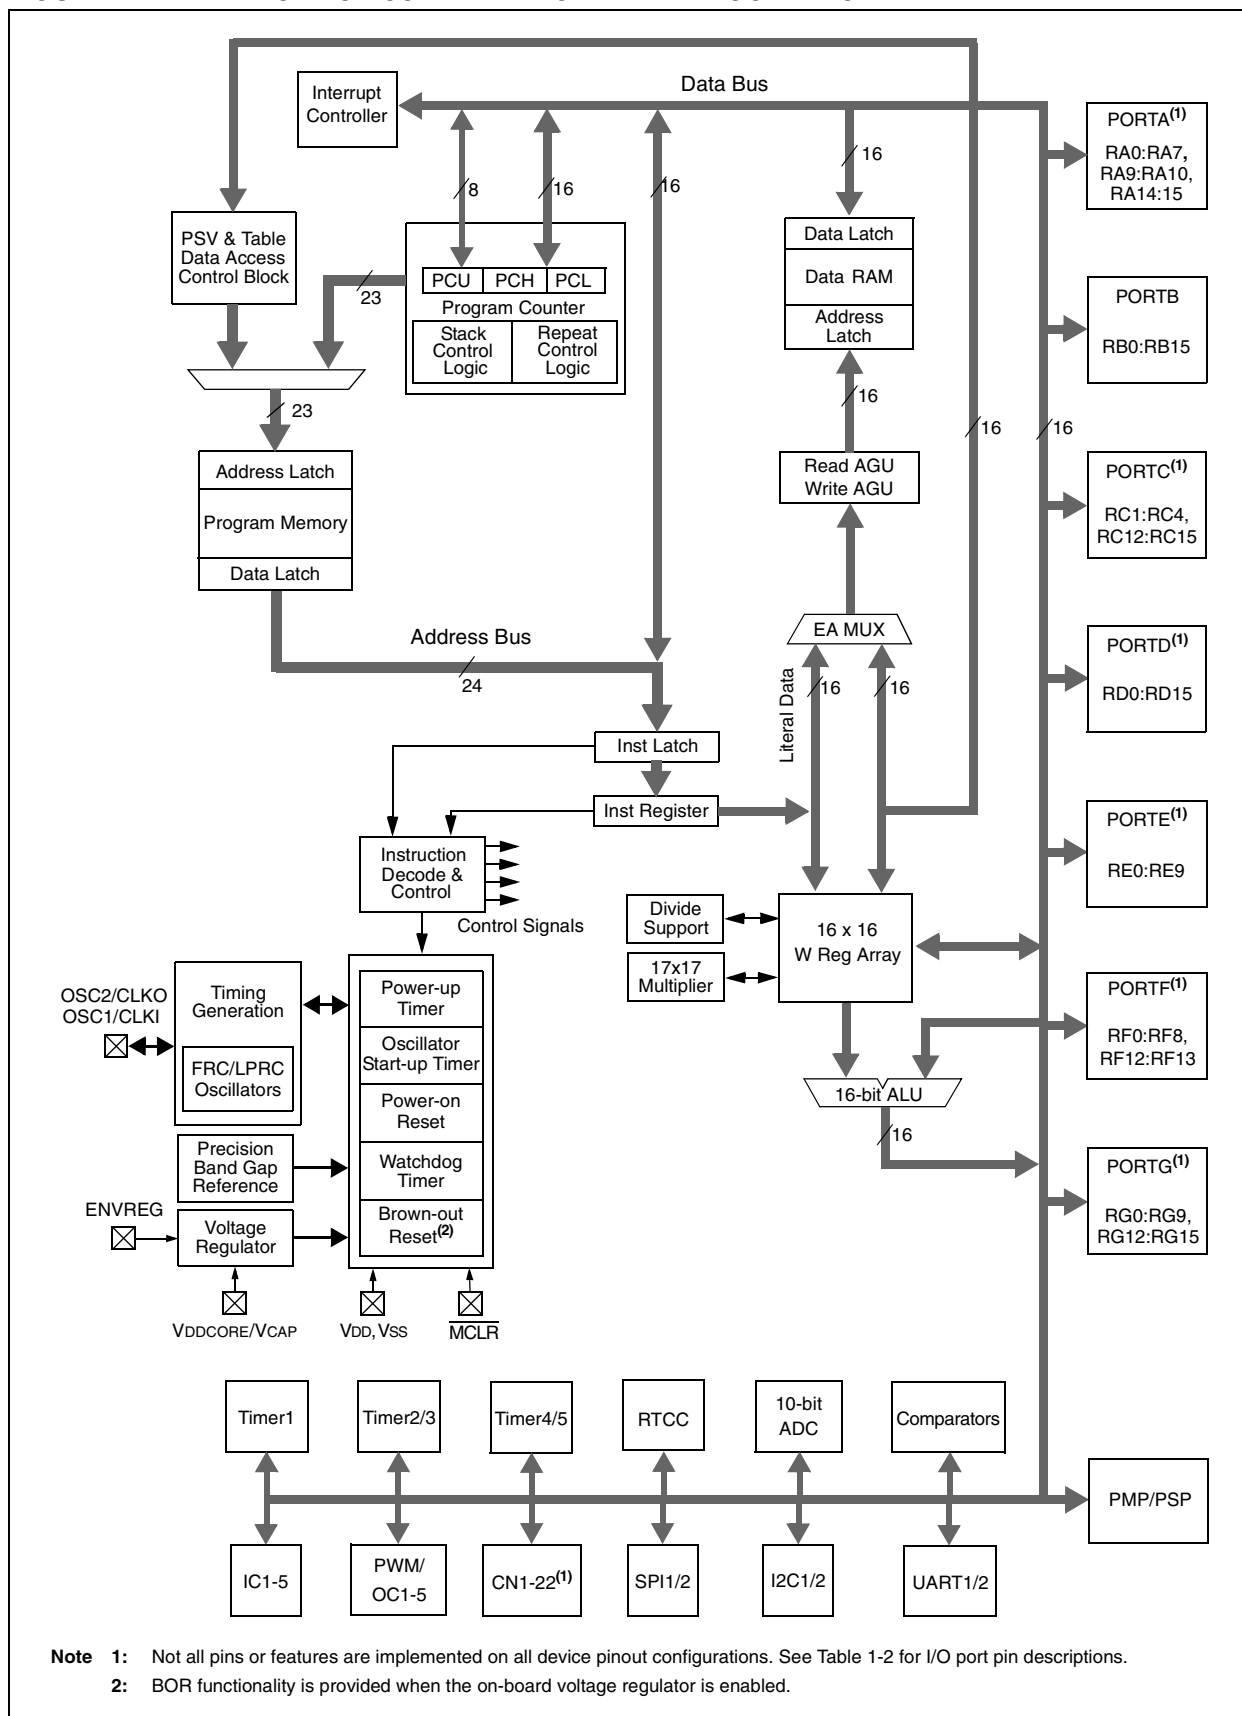 Data Bus
Interrupt
Controller
PORTA(1)
RA0:RA7,
RA9:RA10,
RA14:15
8
16
16
16
PSV & Table
Data Access
Control Block
23
PCU
PCH
PCL
Program Counter
Stack
Control
Logic
Repeat
Control
Logic
Data Latch
Data RAM
Address
Latch
PORTB
RB0:RB15
23
16
16
16
Address Latch
Program Memory
Data Latch
Read AGU
Write AGU
PORTC(1)
RC1:RC4,
RC12:RC15
EA MUX
Address Bus
24
Literal Data
16
16
PORTD(1)
RD0:RD15
Inst Latch
Inst Register
PORTE(1)
RE0:RE9
Instruction
Decode &
Control
Control Signals
Divide
Support
17x17
Multiplier
16 x 16
W Reg Array
OSC2/CLKO
OSC1/CLKI
Timing
Generation
FRC/LPRC
Oscillators
Power-up
Timer
Oscillator
Start-up Timer
Power-on
Reset
Watchdog
Timer
Brown-out
Reset(2)
PORTF(1)
RF0:RF8,
RF12:RF13
16-bit ALU
16
Precision
Band Gap
Reference
ENVREG
Voltage
Regulator
PORTG(1)
RG0:RG9,
RG12:RG15
VDDCORE/VCAP
VDD, VSS
MCLR
Timer1
Timer2/3
Timer4/5
RTCC
10-bit
ADC
Comparators
PMP/PSP
IC1-5
PWM/
OC1-5
CN1-22(1)
SPI1/2
I2C1/2
UART1/2
Note 1: Not all pins or features are implemented on all device pinout configurations. See Table 1-2 for I/O port pin descriptions.
2: BOR functionality is provided when the on-board voltage regulator is enabled.